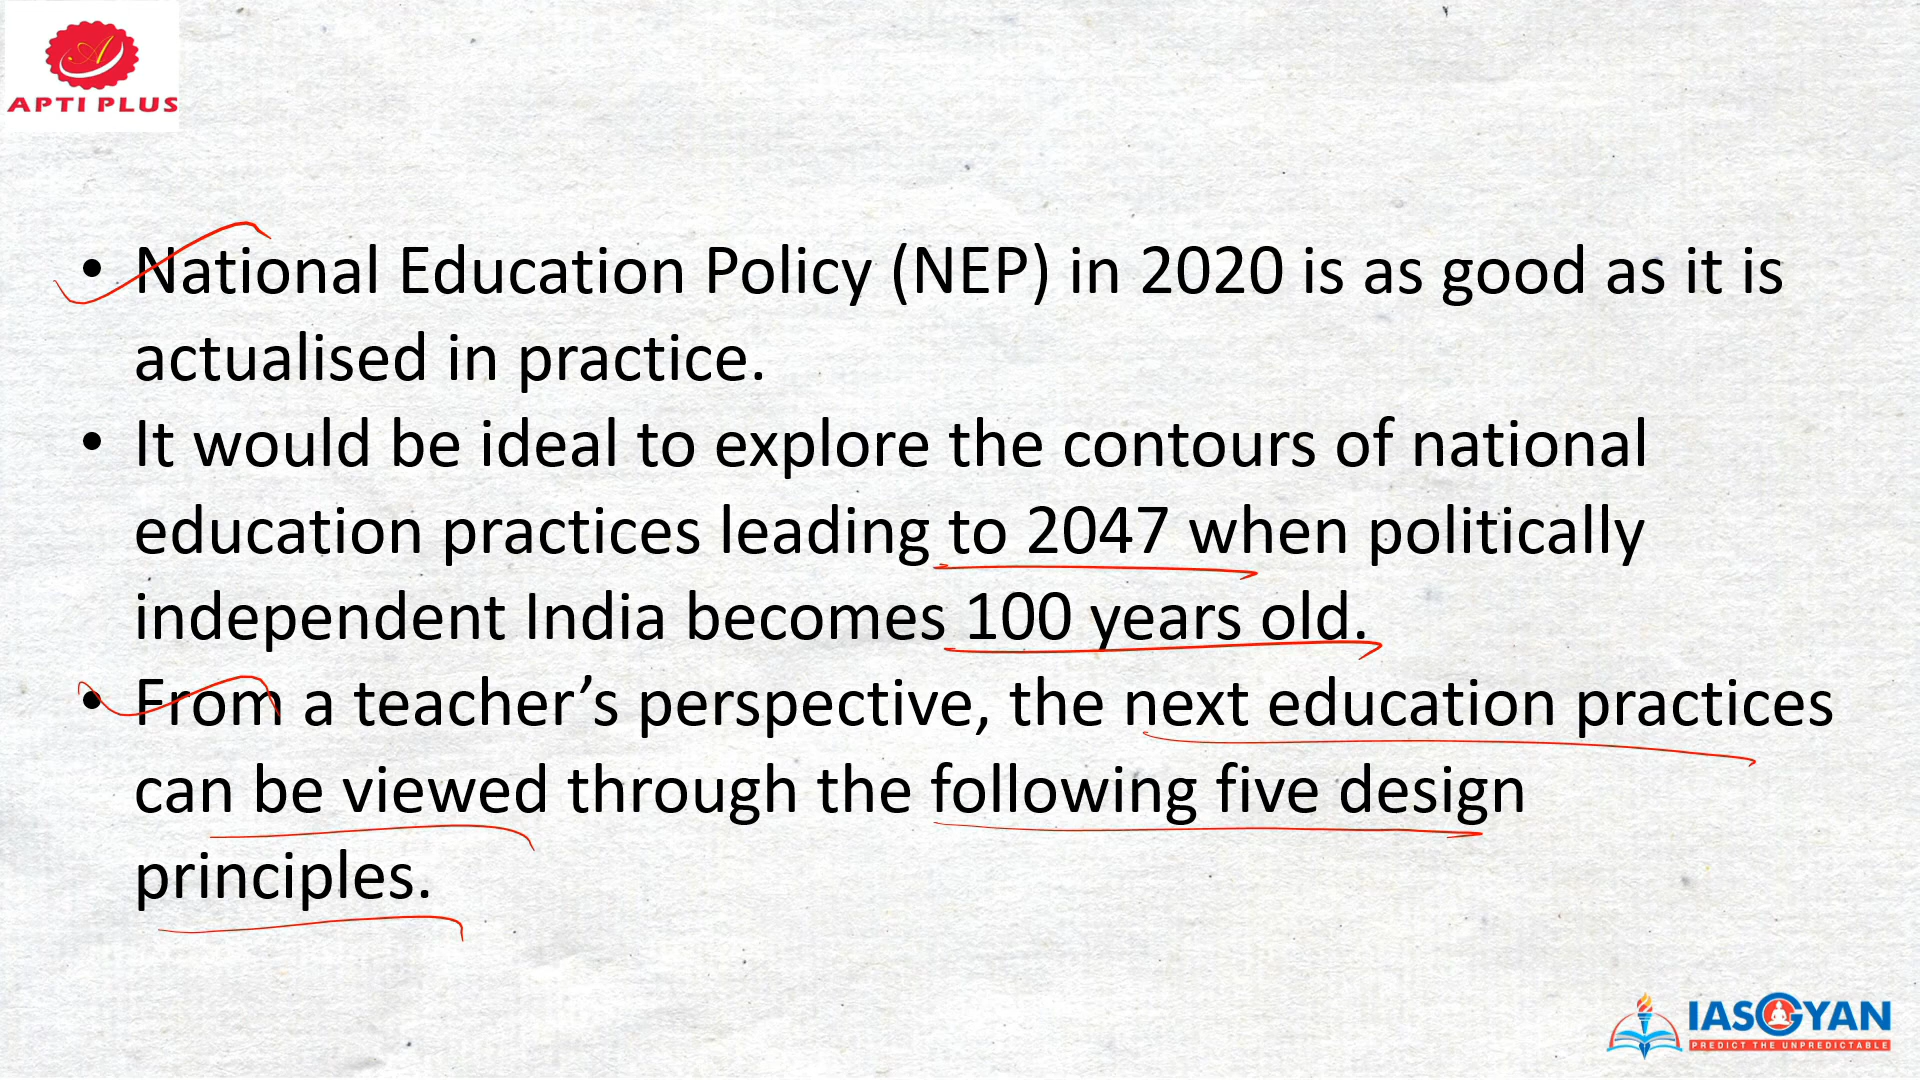 APTI PLUS
• National Education Policy (NEP) in 2020 is as good as it is
actualised in practice.
• It would be ideal to explore the contours of national
education practices leading to 2047 when politically
independent India becomes 100 years old.
• From a teacher’s perspective, the next education practices
can be viewed through the following five design
principles.
IASGYAN
PREDICT THE UNPREDICTABLE